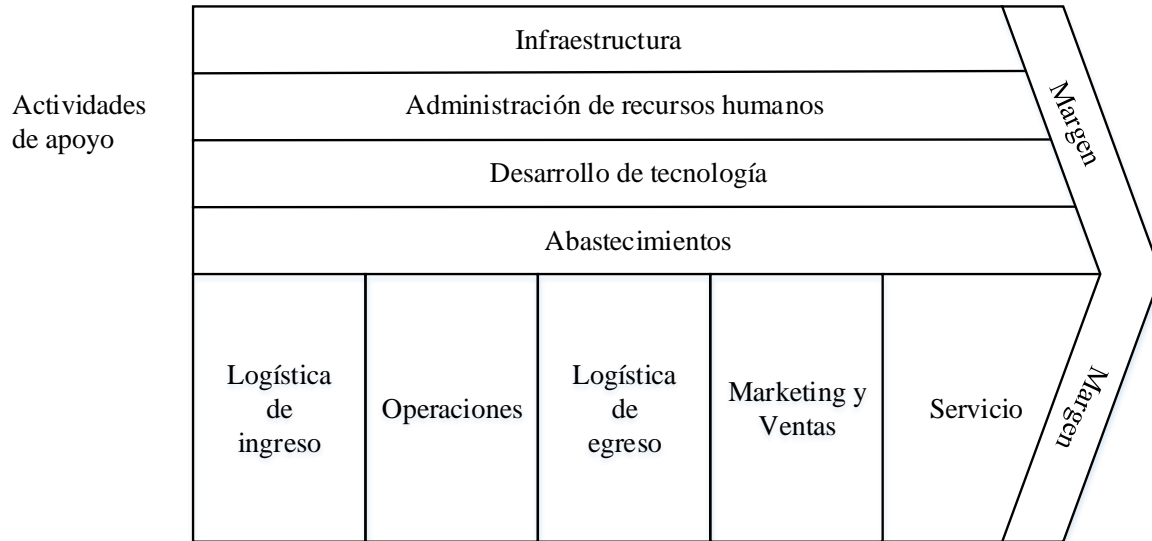 Infraestructura
Actividades
de apoyo
Administración de recursos humanos
Margen
Desarrollo de tecnología
Abastecimientos
Logística
de
ingreso
Operaciones
Logística
de
egreso
Marketing y
Ventas
Servicio
Margen